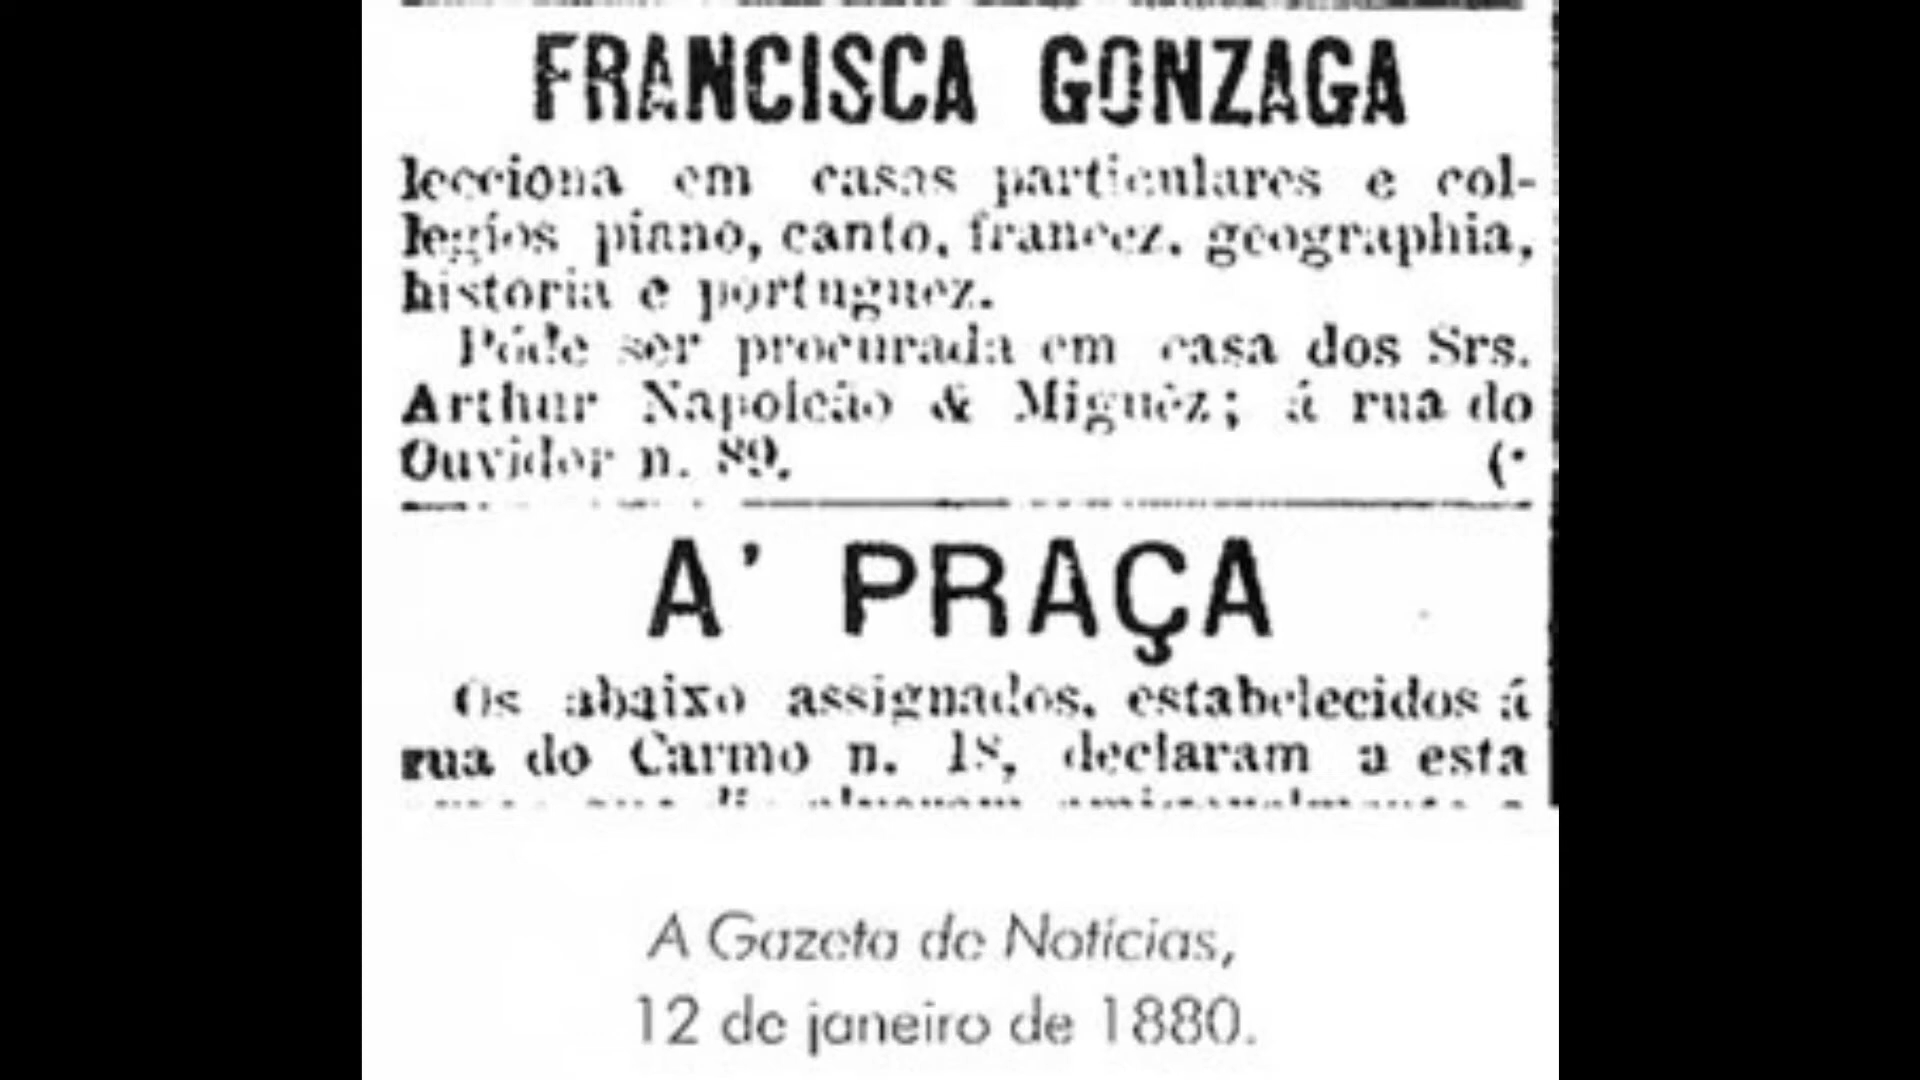 FRANCISCA GONZAGA
lecciona em casas particulares e col-
legios piano, canto, francez, geographia,
historia e portuguez.
Póde ser procurada em casa dos Srs.
Arthur Napoleão & Miguèz; á rua do
Ouvidor n. 89. (·
A' PRAÇA
Os abaixo assignados, estabelecidos á
rua do Carmo n. 18, declaram a esta
A Gazeta de Notícias,
12 de janeiro de 1880.